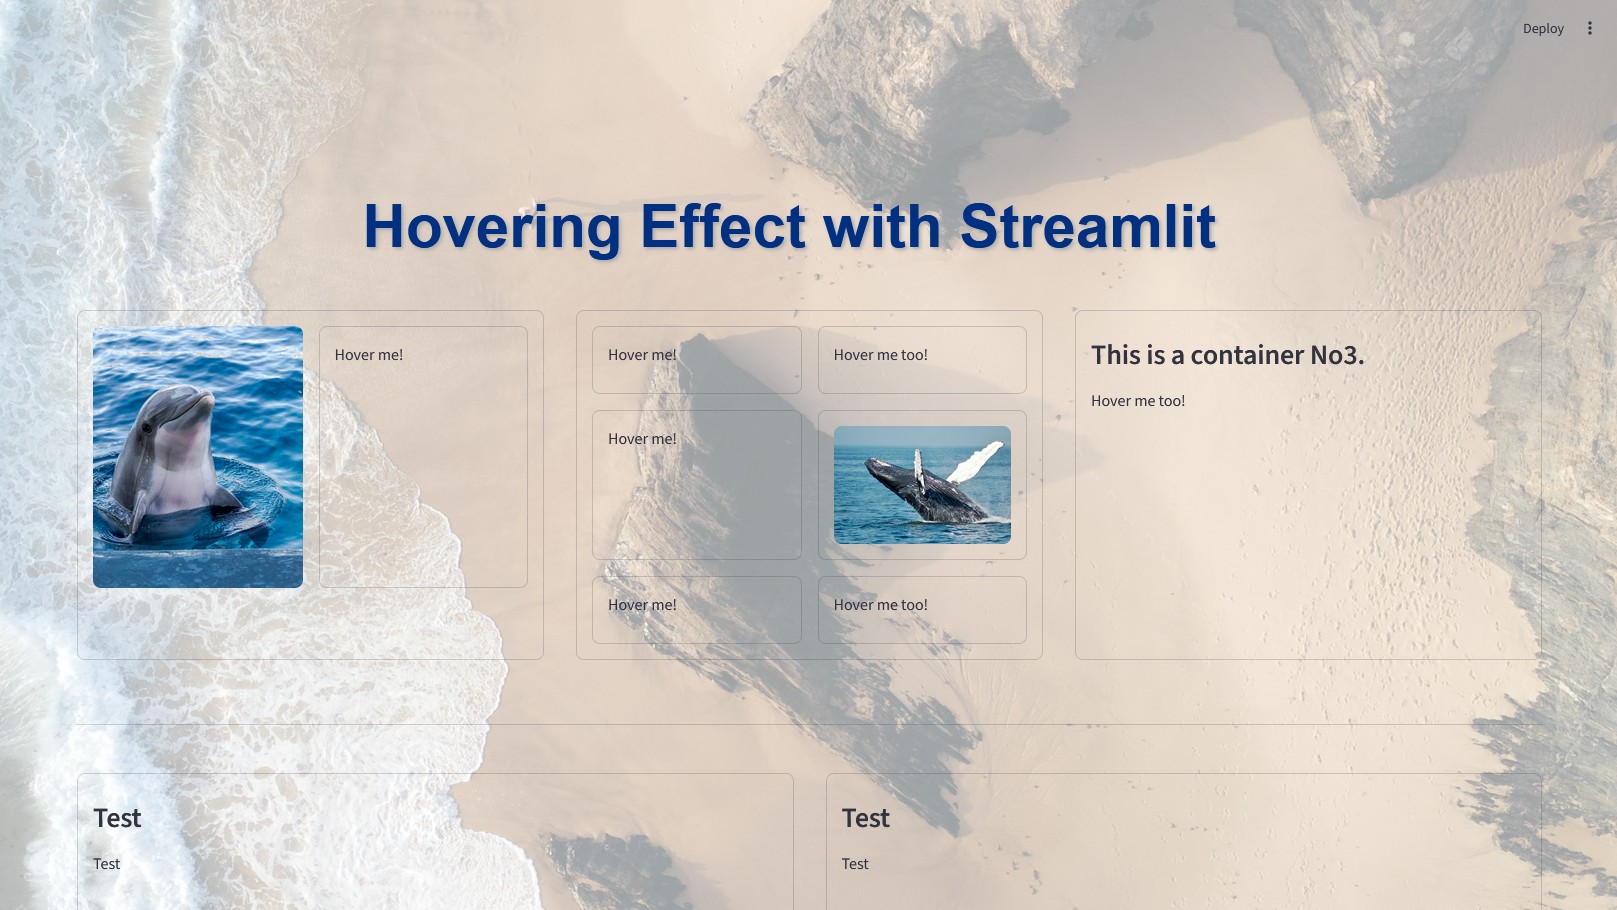 Deploy
Hovering Effect with Streamlit
Hover me!
Hover me!
Hover me too!
Hover me!
Hover me!
Hover me too!
This is a container No3.
Hover me too!
Test
Test
Test
Test